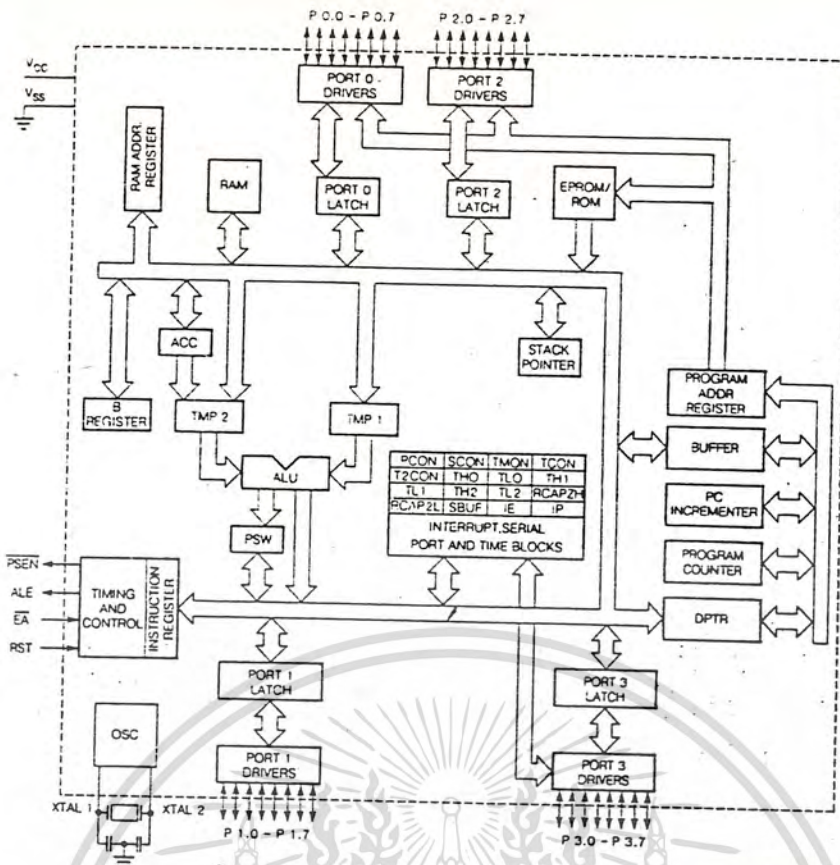 P 0.0 - P 0.7
P 2.0 - P 2.7
VCC
VSS
PORT 0
DRIVERS
PORT 2
DRIVERS
RAM ADDR.
REGISTER
RAM
PORT 0
LATCH
PORT 2
LATCH
EPROM/
ROM
ACC
STACK
POINTER
B
REGISTER
TMP 2
TMP 1
PROGRAM
ADDR
REGISTER
ALU
BUFFER
PCON SCON TMON TCON
T2CON TH0 TL0 TH1
TL1 TH2 TL2 RCAP2H
RCAP2L SBUF IE IP
INTERRUPT,SERIAL
PORT AND TIME BLOCKS
PC
INCREMENTER
PSW
PROGRAM
COUNTER
PSEN
ALE
EA
RST
TIMING
AND
CONTROL
INSTRUCTION
REGISTER
DPTR
PORT 1
LATCH
PORT 3
LATCH
OSC
PORT 1
DRIVERS
PORT 3
DRIVERS
XTAL 1
XTAL 2
P 1.0 - P 1.7
P 3.0 - P 3.7